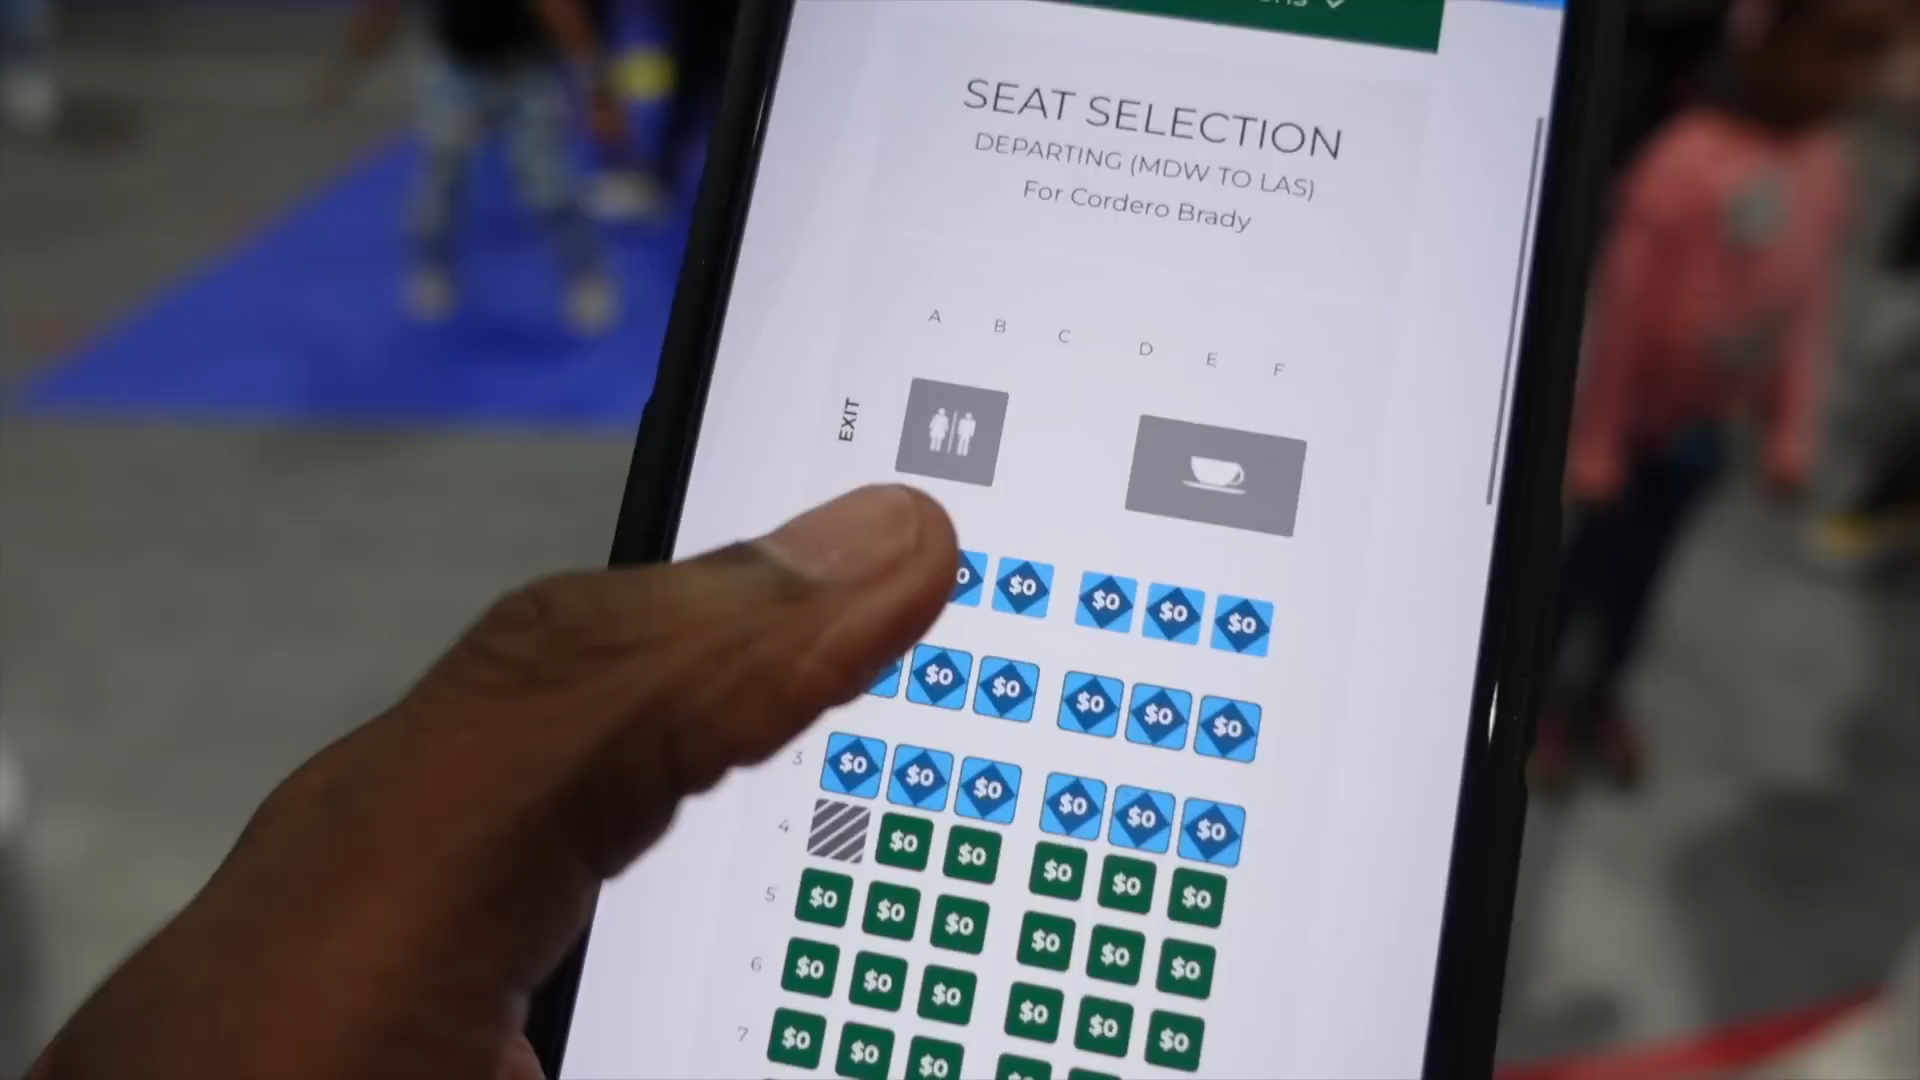 SEAT SELECTION
DEPARTING (MDW TO LAS)
For Cordero Brady
A B C D E F
EXIT
$0 $0 $0 $0
$0 $0 $0 $0 $0
3 $0 $0 $0 $0 $0 $0
4 $0 $0 $0 $0 $0
5 $0 $0 $0 $0 $0 $0
6 $0 $0 $0 $0 $0 $0
7 $0 $0 $0 $0 $0 $0